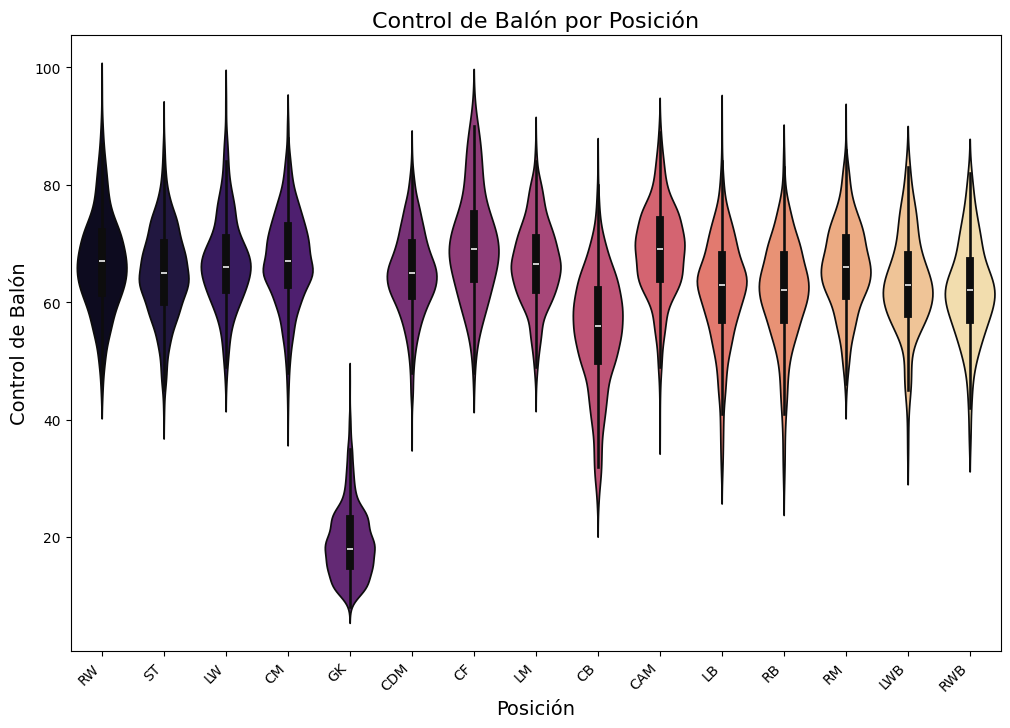 Control de Balón por Posición
Control de Balón
100
80
60
40
20
RW
ST
LW
CM
GK
CDM
CF
LM
CB
CAM
LB
RB
RM
LWB
RWB
Posición